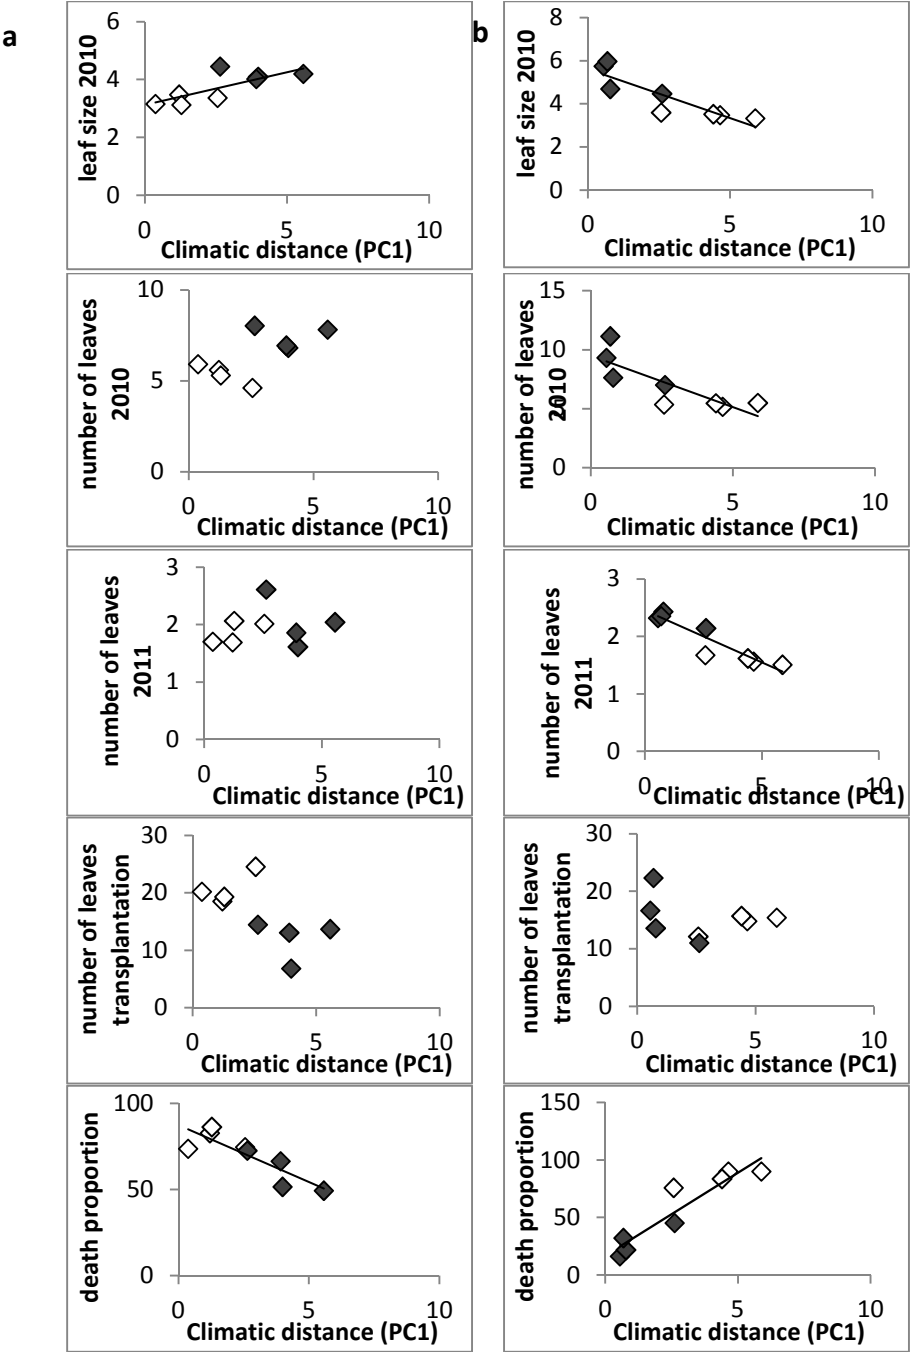 a
leaf size 2010
6
4
2
0
0 5 10
Climatic distance (PC1)
number of leaves
2010
10
5
0
0 5 10
Climatic distance (PC1)
number of leaves
2011
3
2
1
0
0 5 10
Climatic distance (PC1)
number of leaves
transplantation
30
20
10
0
0 5 10
Climatic distance (PC1)
death proportion
100
50
0
0 5 10
Climatic distance (PC1)
b
leaf size 2010
8
6
4
2
0
0 5 10
Climatic distance (PC1)
number of leaves
2010
15
10
5
0
0 5 10
Climatic distance (PC1)
number of leaves
2011
3
2
1
0
0 5 10
Climatic distance (PC1)
number of leaves
transplantation
30
20
10
0
0 5 10
Climatic distance (PC1)
death proportion
150
100
50
0
0 5 10
Climatic distance (PC1)